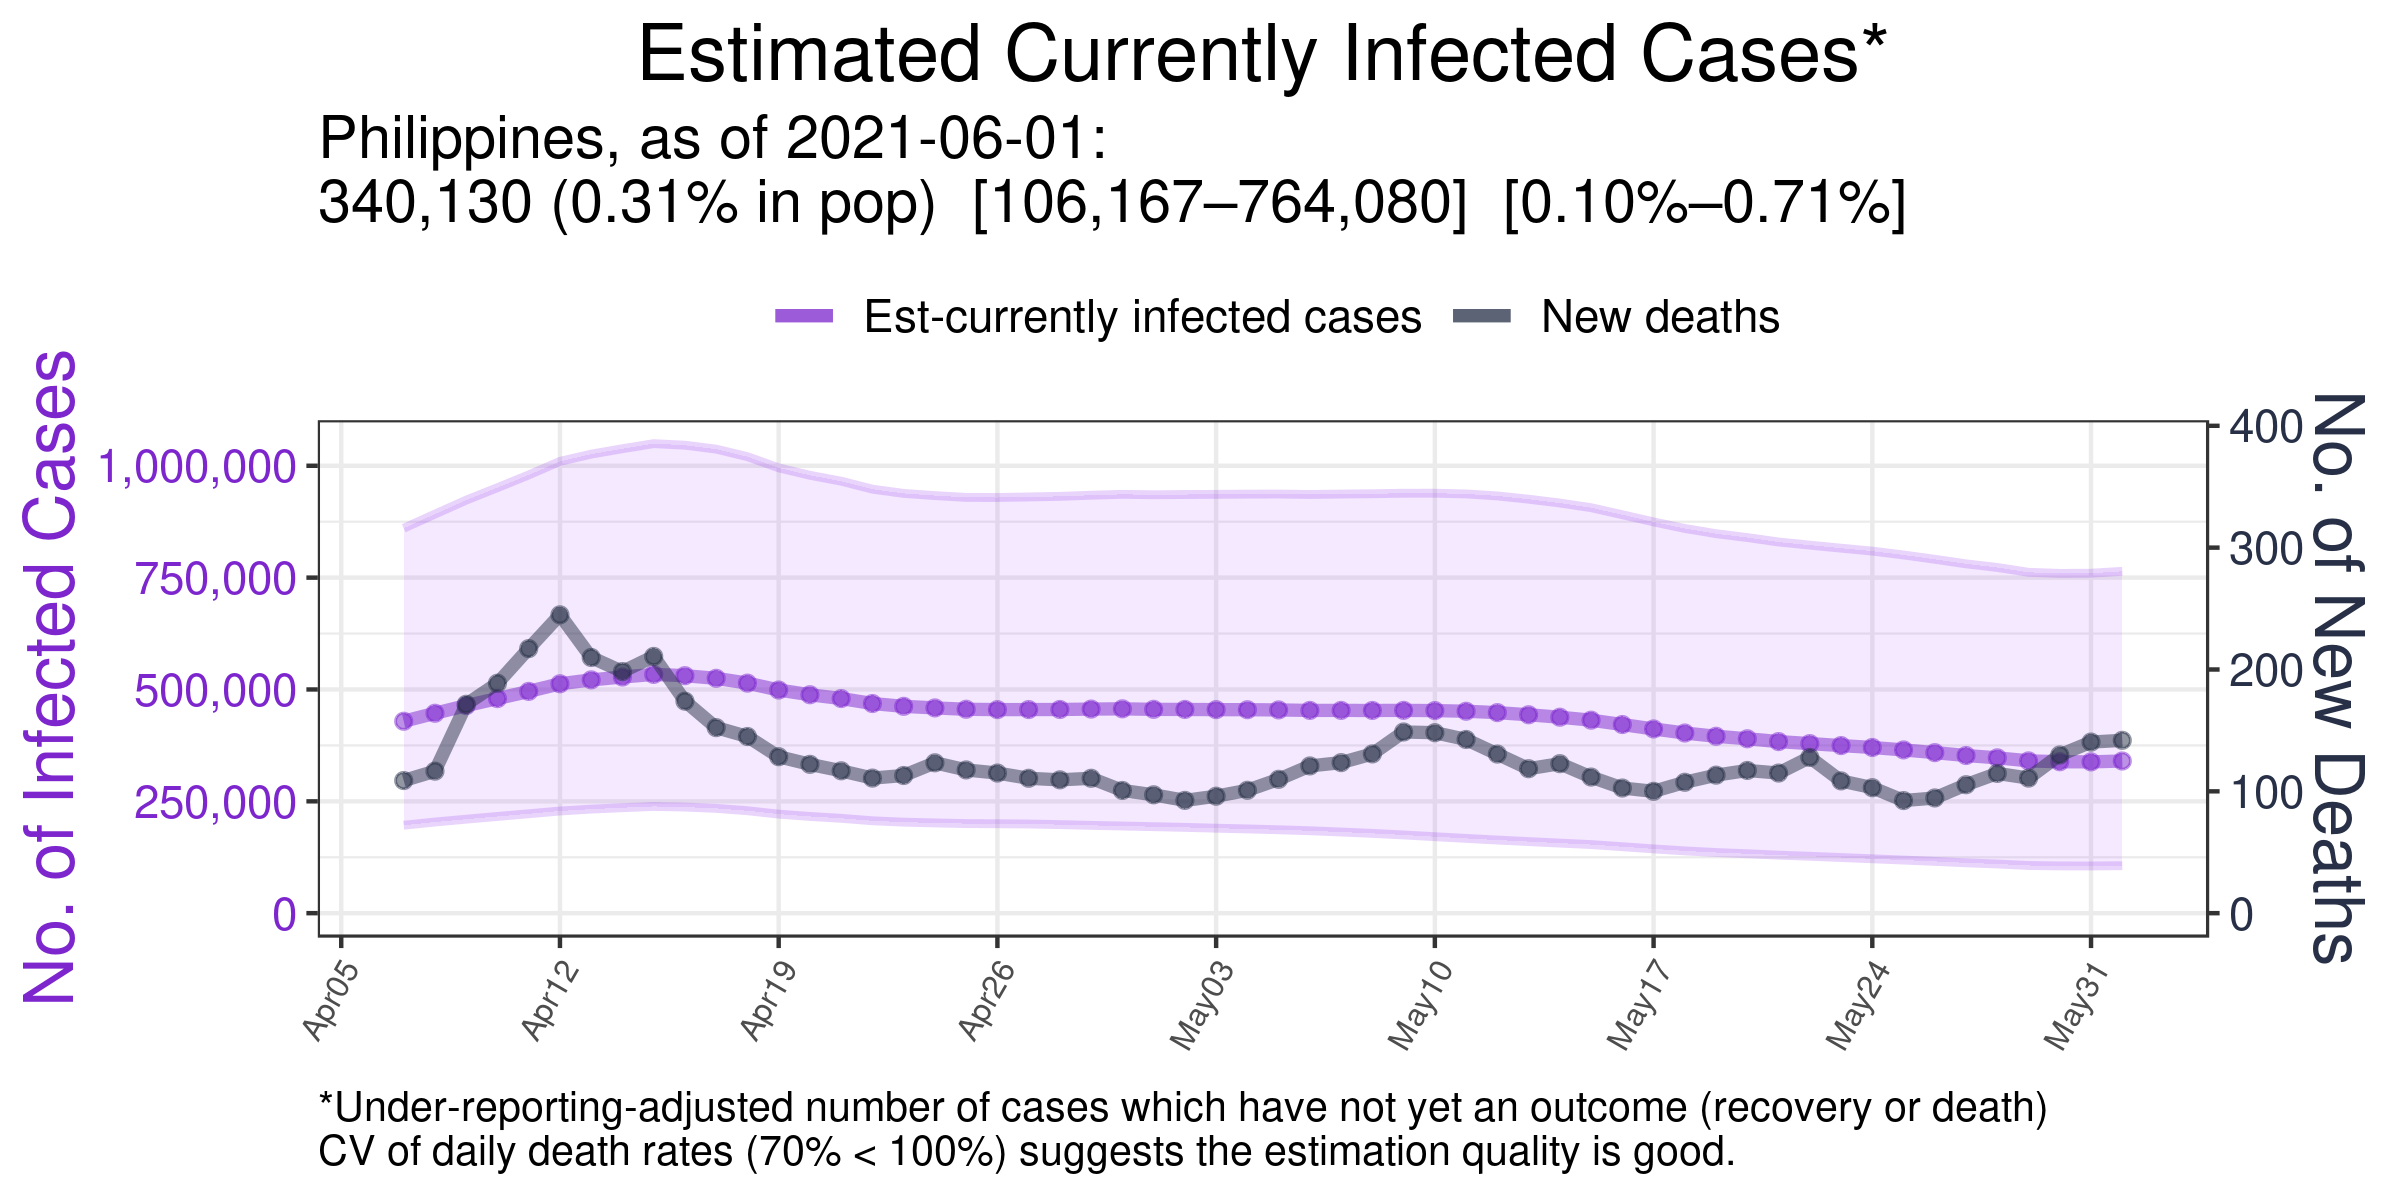 Estimated Currently Infected Cases*
Philippines, as of 2021-06-01:
340,130 (0.31% in pop)  [106,167–764,080]  [0.10%–0.71%]
Est-currently infected cases
New deaths
No. of Infected Cases
1,000,000
750,000
500,000
250,000
0
400
300
200
100
0
No. of New Deaths
Apr05
Apr12
Apr19
Apr26
May03
May10
May17
May24
May31
*Under-reporting-adjusted number of cases which have not yet an outcome (recovery or death)
CV of daily death rates (70% < 100%) suggests the estimation quality is good.